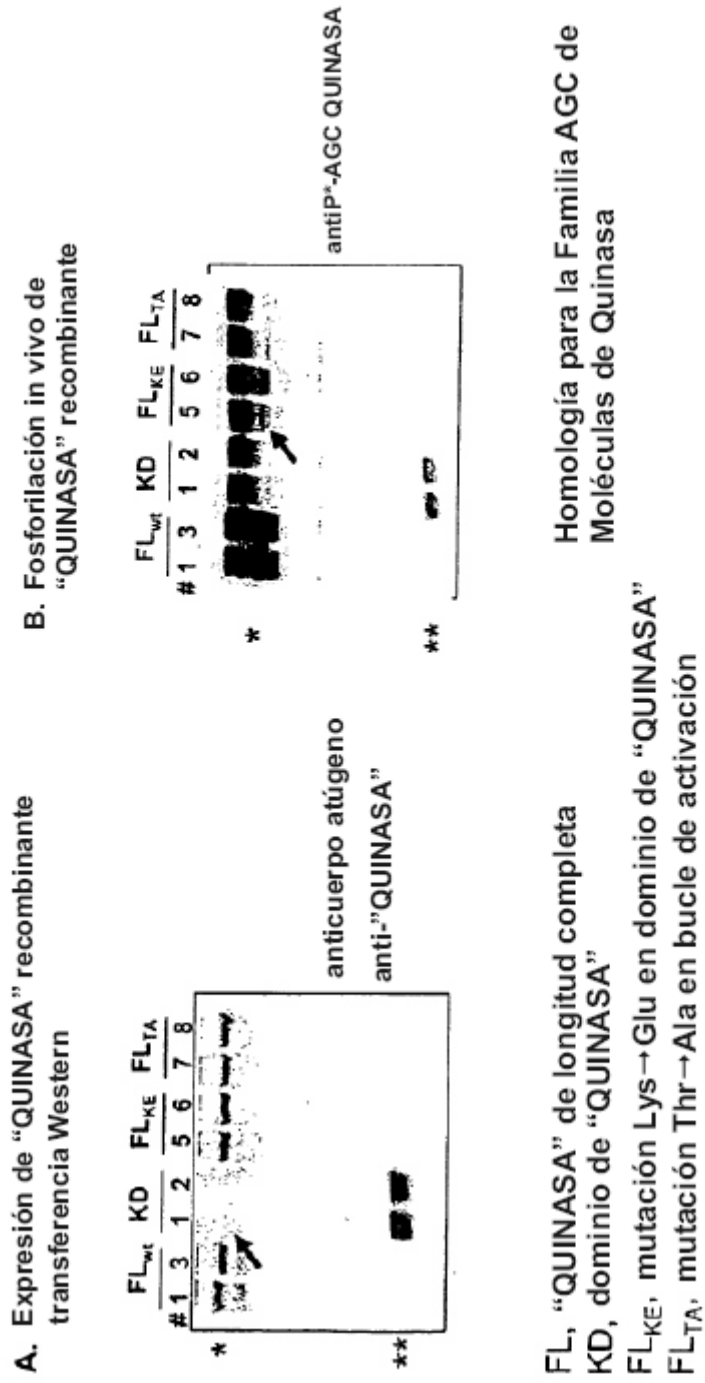 A. Expresión de “QUINASA” recombinante
transferencia Western
FLwt KD FLKE FLTA
# 1 3 1 2 5 6 7 8
*
**
anticuerpo atúgeno
anti-”QUINASA”
B. Fosforilación in vivo de
“QUINASA” recombinante
FLwt KD FLKE FLTA
# 1 3 1 2 5 6 7 8
*
**
antiP*-AGC QUINASA
FL, “QUINASA” de longitud completa
KD, dominio de “QUINASA”
FLKE, mutación Lys→Glu en dominio de “QUINASA”
FLTA, mutación Thr→Ala en bucle de activación
Homología para la Familia AGC de
Moléculas de Quinasa